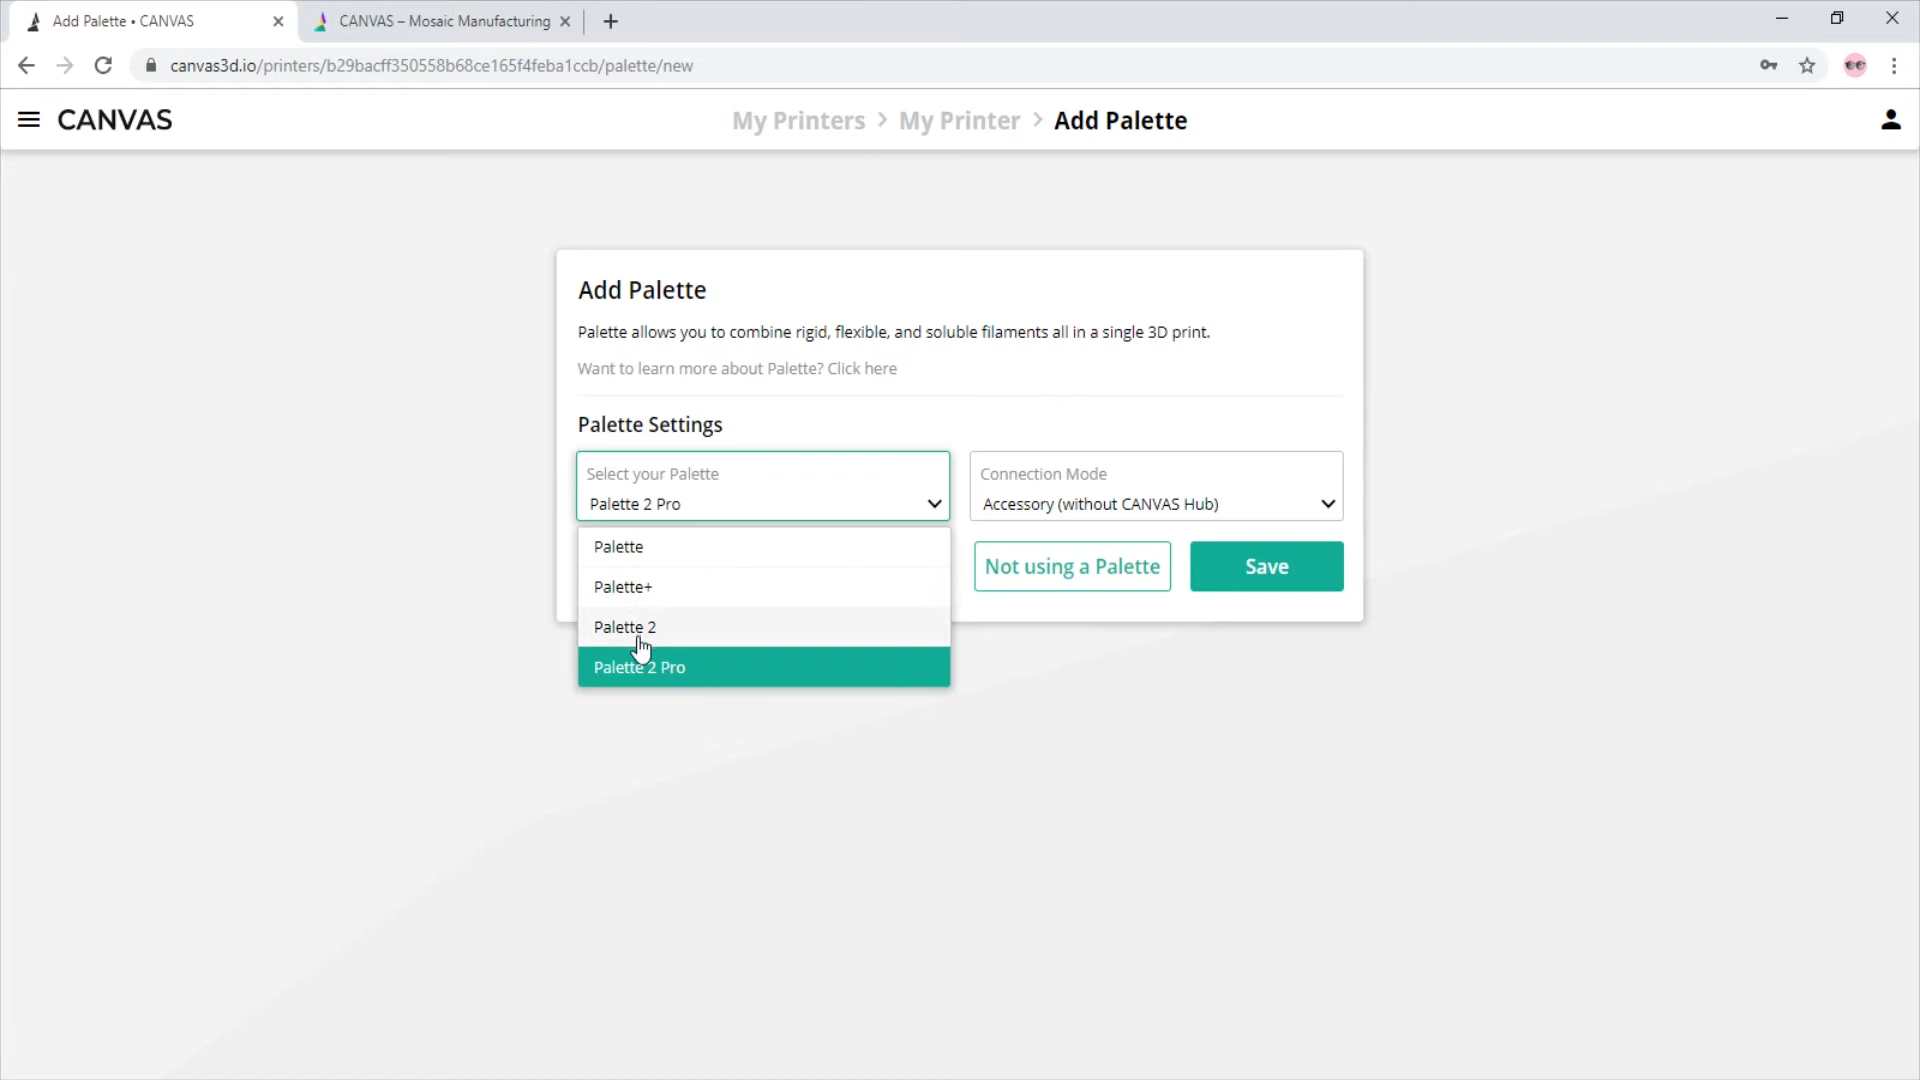 Add Palette • CANVAS
CANVAS – Mosaic Manufacturing
canvas3d.io/printers/b29bacff350558b68ce165f4feba1ccb/palette/new
CANVAS
My Printers > My Printer > Add Palette
Add Palette
Palette allows you to combine rigid, flexible, and soluble filaments all in a single 3D print.
Want to learn more about Palette? Click here
Palette Settings
Select your Palette
Palette 2 Pro
Connection Mode
Accessory (without CANVAS Hub)
Palette
Palette+
Palette 2
Palette 2 Pro
Not using a Palette
Save